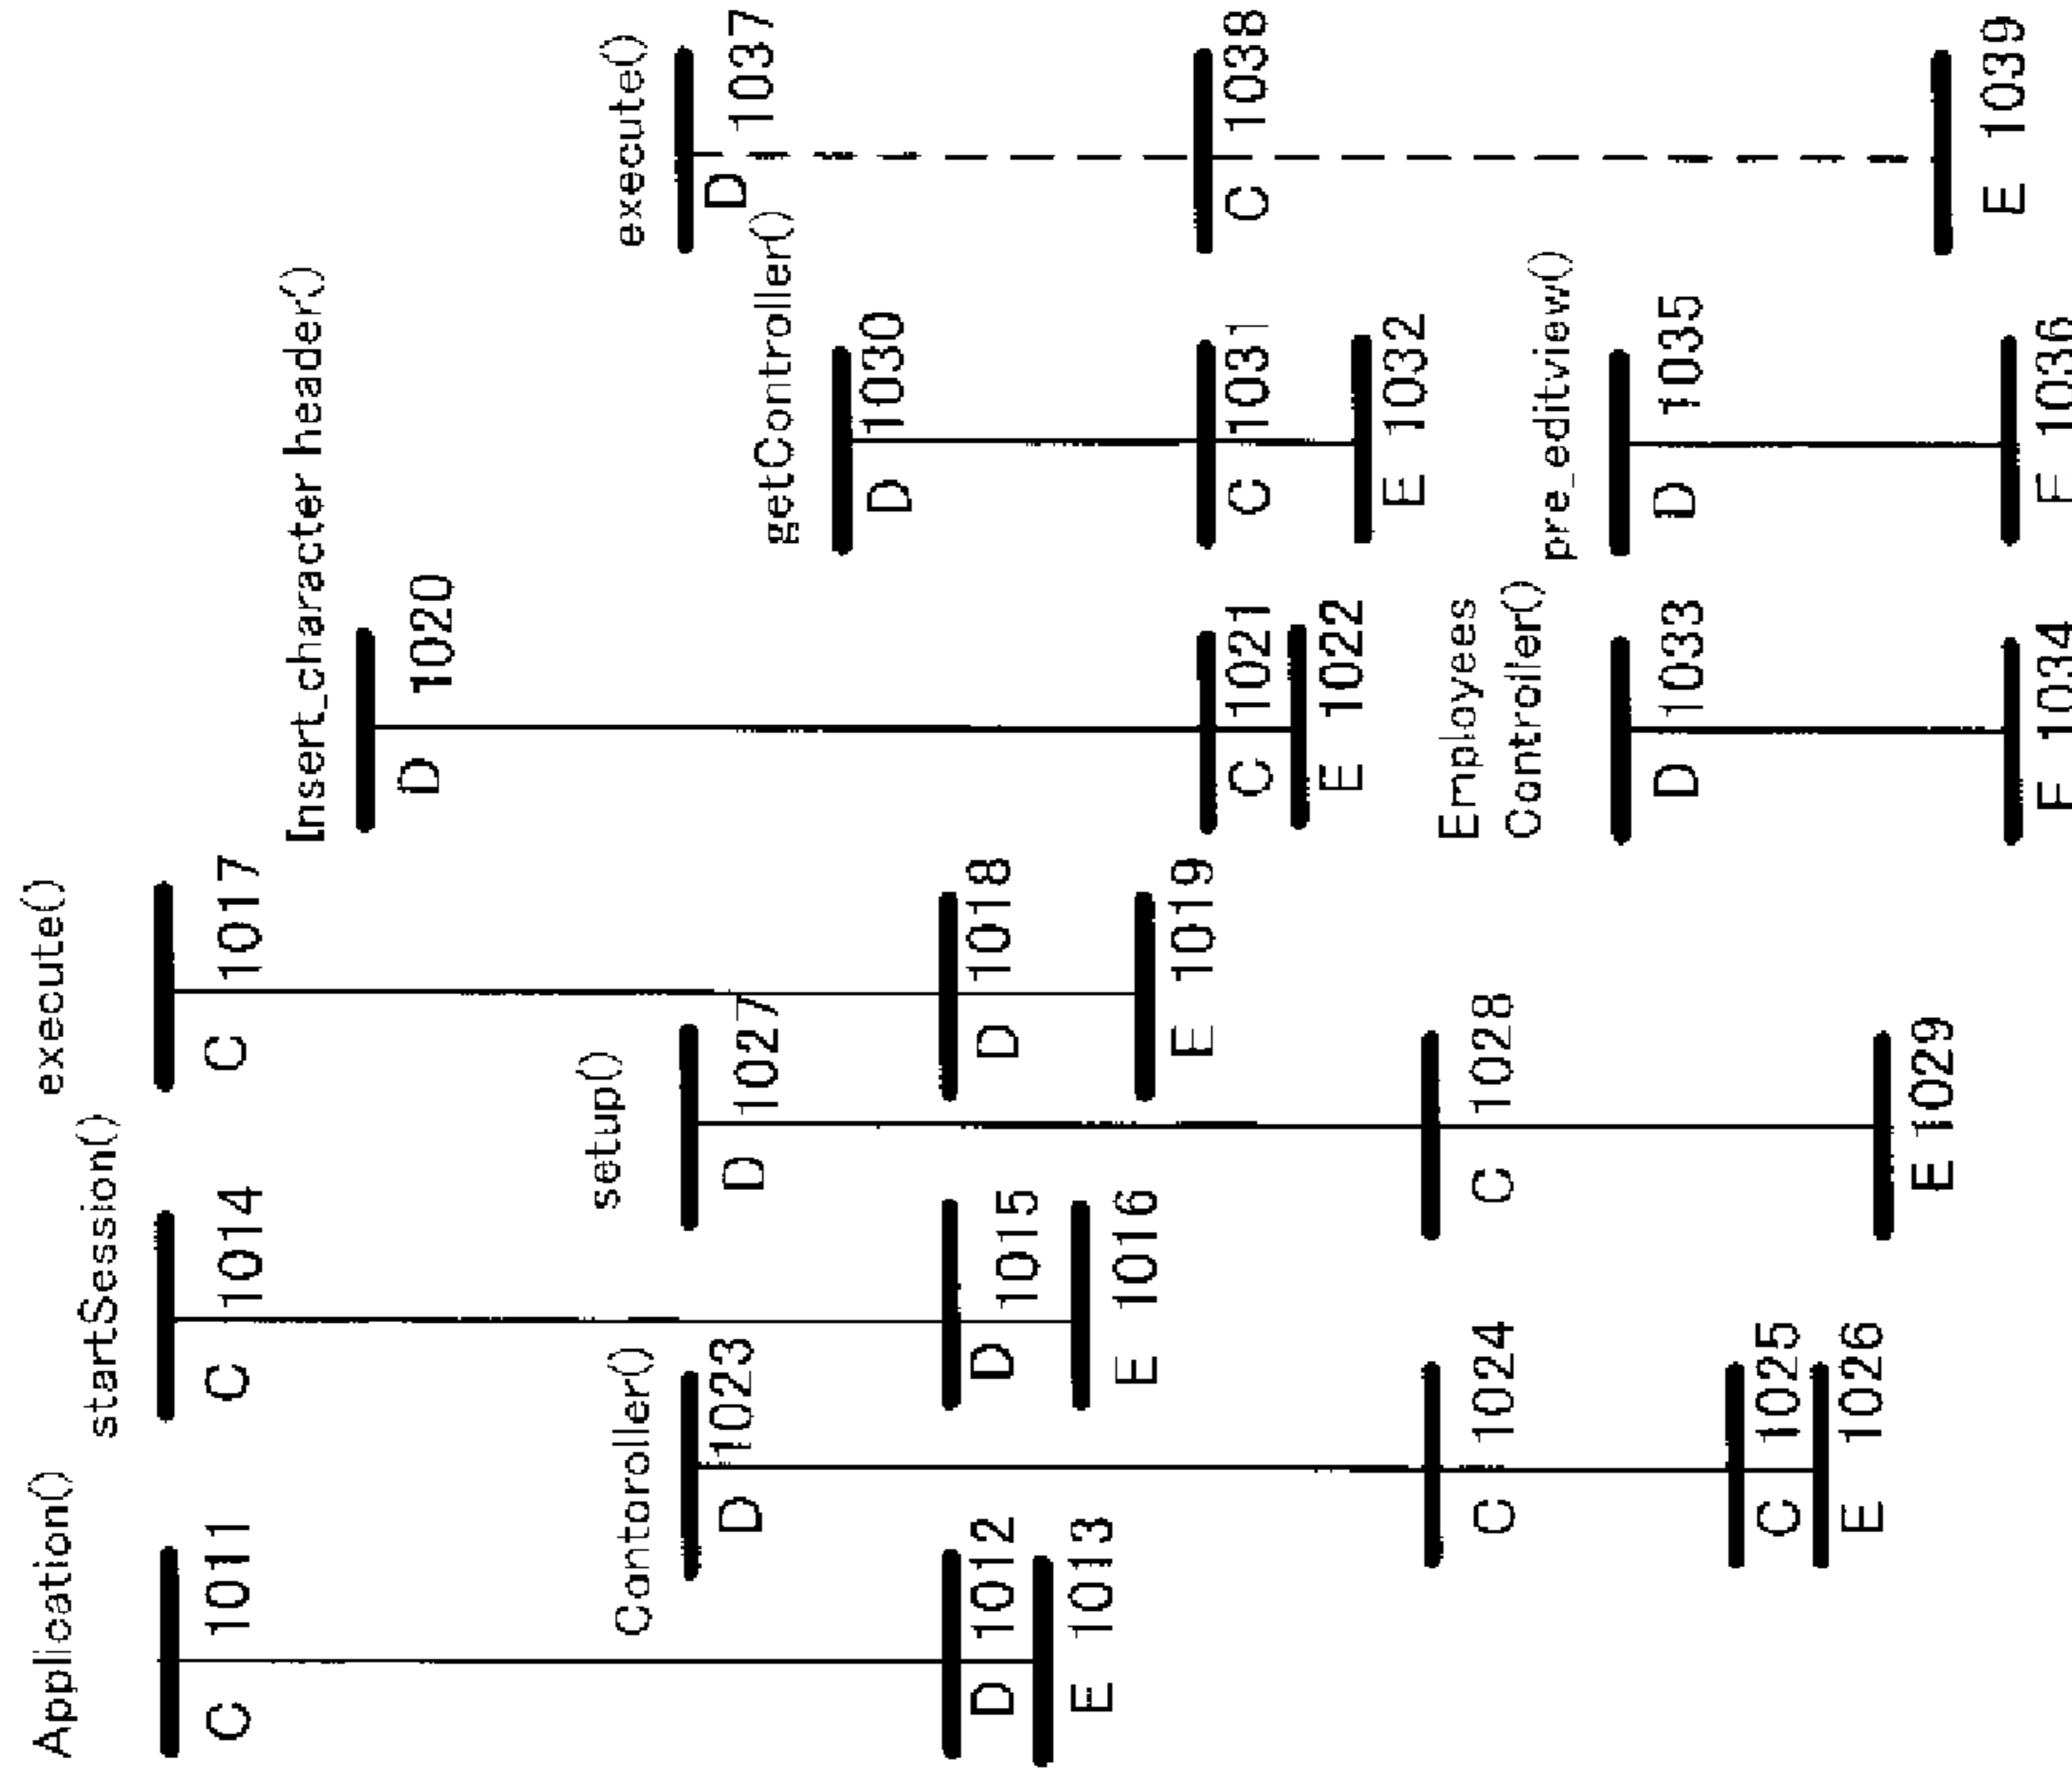 Application()
C 1011
D 1012
E 1013
startSession()
C 1014
D 1015
E 1016
execute()
C 1017
D 1018
E 1019
Insert_character header()
D 1020
C 1021
E 1022
Contoroller()
D 1023
C 1024
C 1025
E 1026
setup()
D 1027
C 1028
E 1029
getController()
D 1030
C 1031
E 1032
Employees
Controller()
D 1033
E 1034
pre_editview()
D 1035
E 1036
execute()
D 1037
C 1038
E 1039